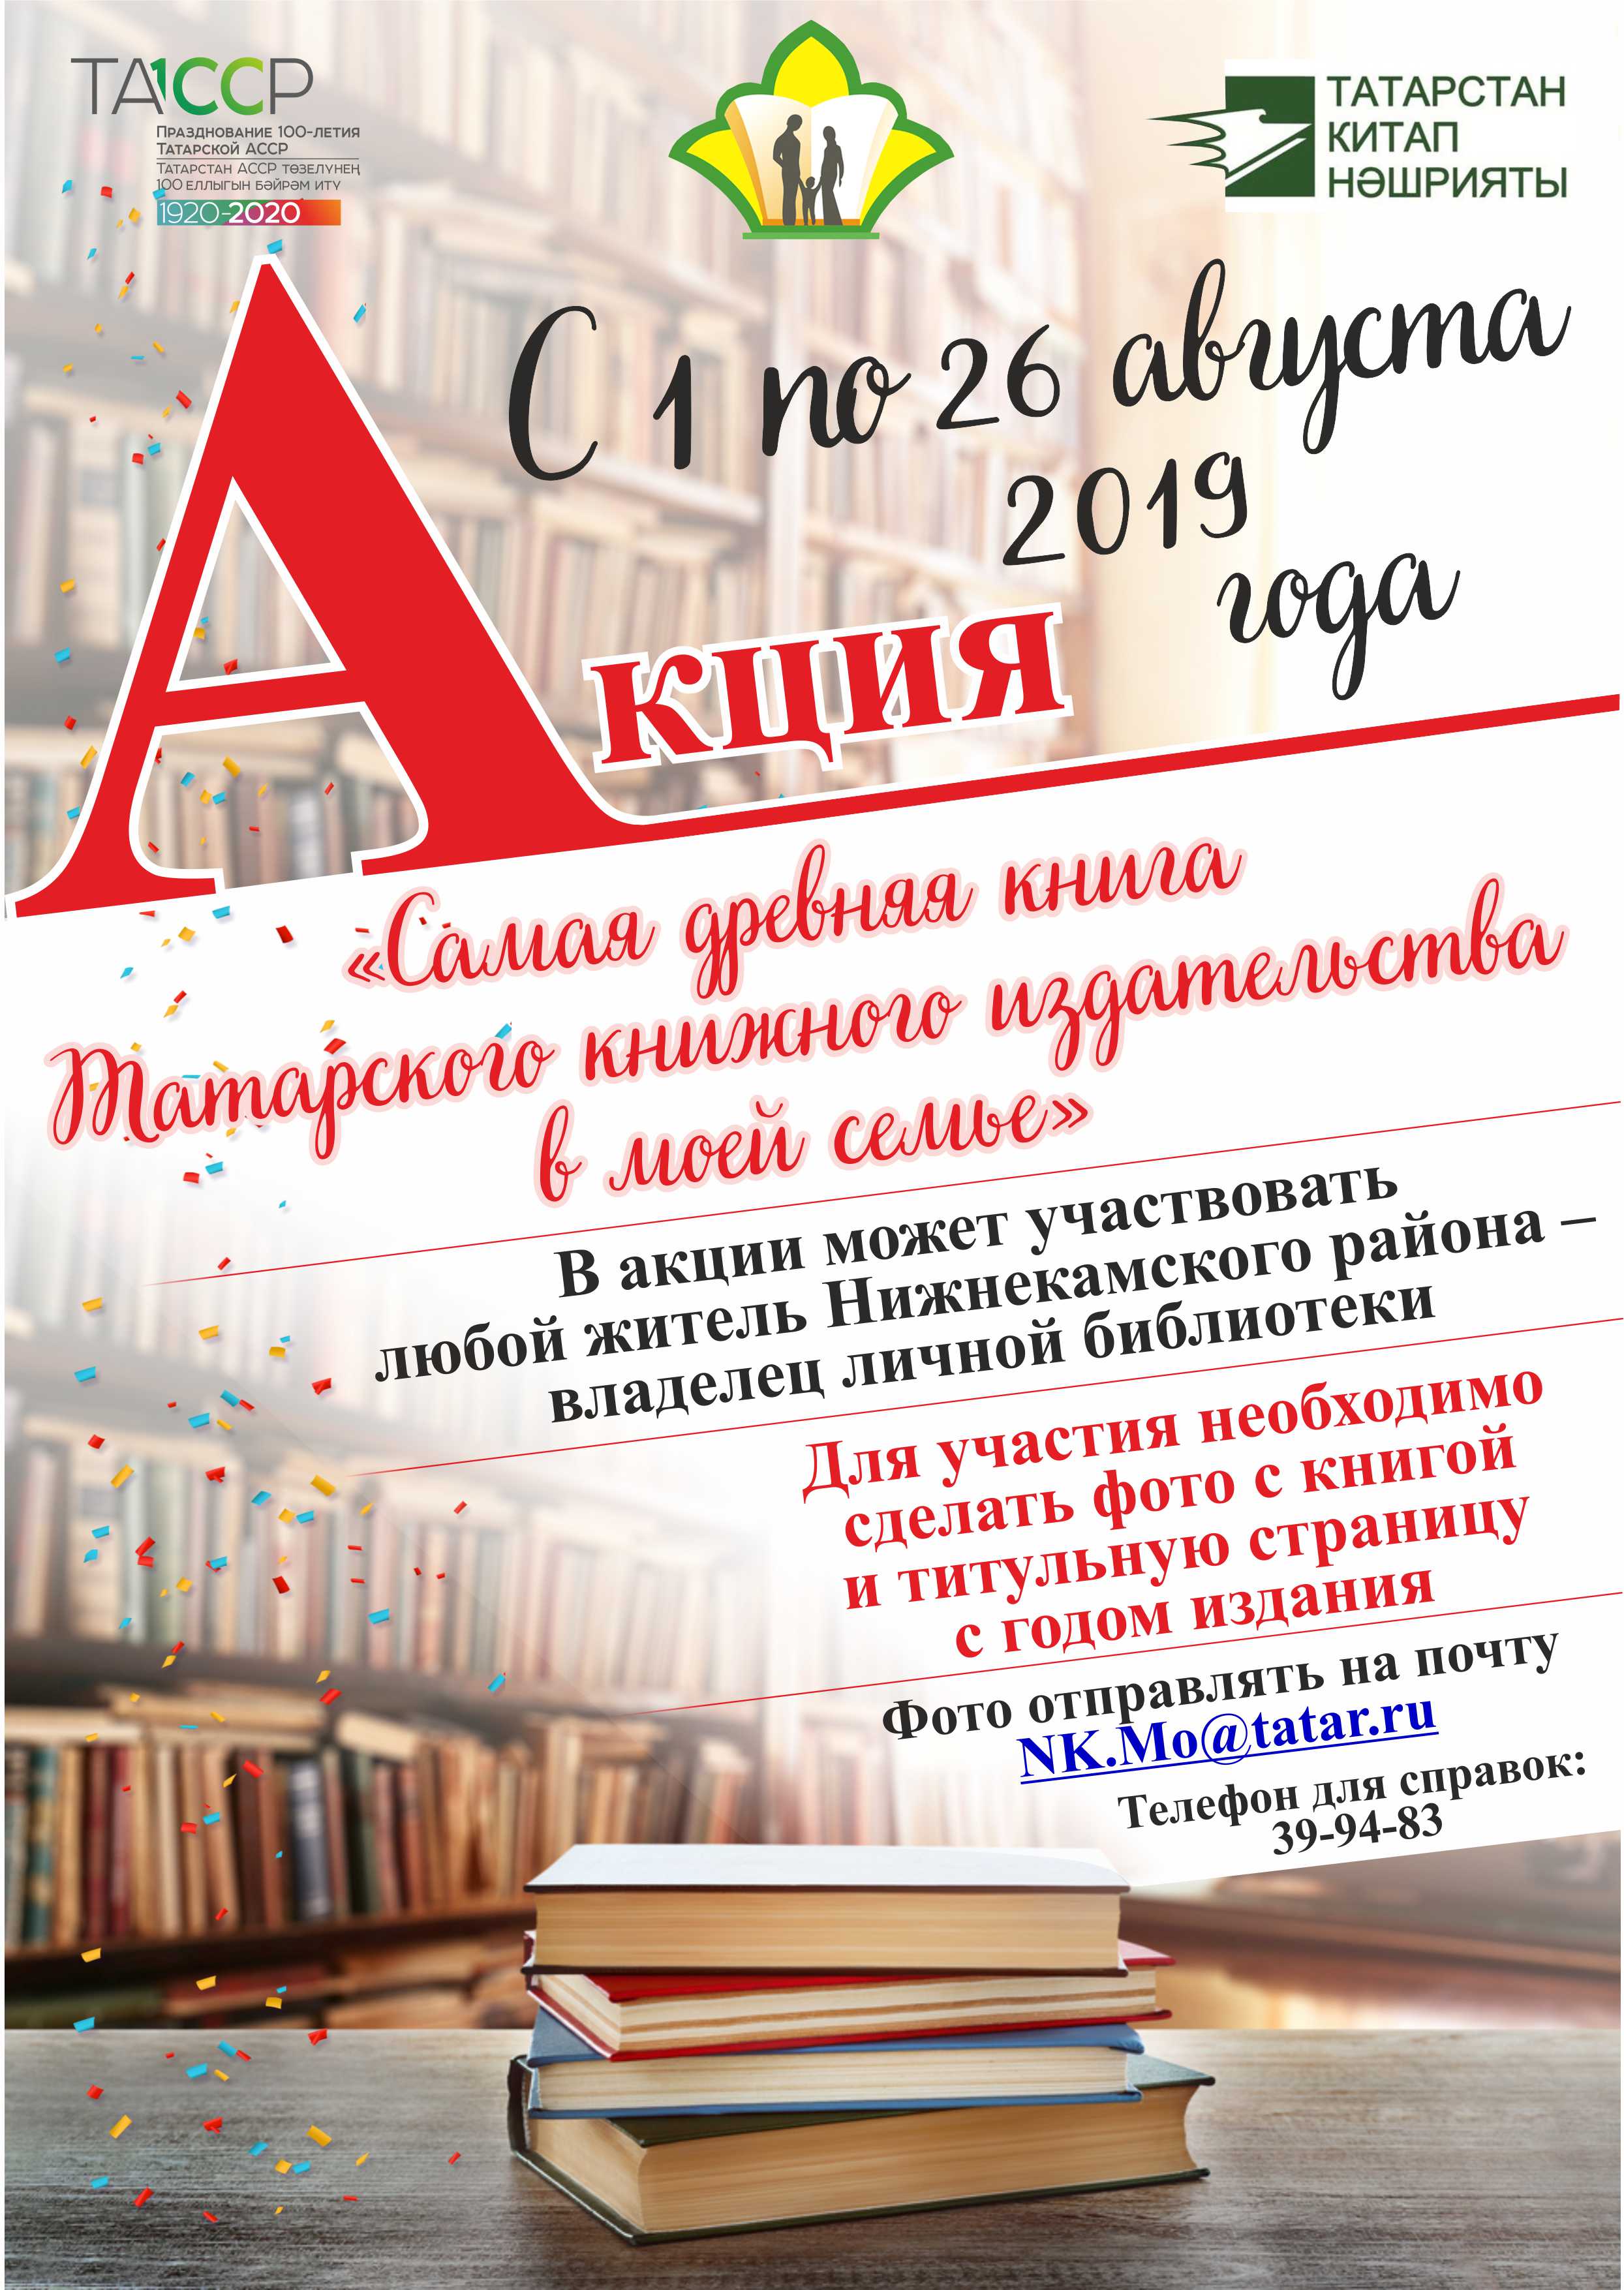 ТА1ССР
ПРАЗДНОВАНИЕ 100-ЛЕТИЯ
ТАТАРСКОЙ АССР
ТАТАРСТАН АССР ТӨЗЕЛҮНЕҢ
100 ЕЛЛЫГЫН БӘЙРӘМ ИТҮ
1920-2020
ТАТАРСТАН
КИТАП
НӘШРИЯТЫ
С 1 по 26 августа
2019
года
Акция
«Самая древняя книга
Татарского книжного издательства
в моей семье»
В акции может участвовать
любой житель Нижнекамского района –
владелец личной библиотеки
Для участия необходимо
сделать фото с книгой
и титульную страницу
с годом издания
Фото отправлять на почту
NK.Mo@tatar.ru
Телефон для справок:
39-94-83